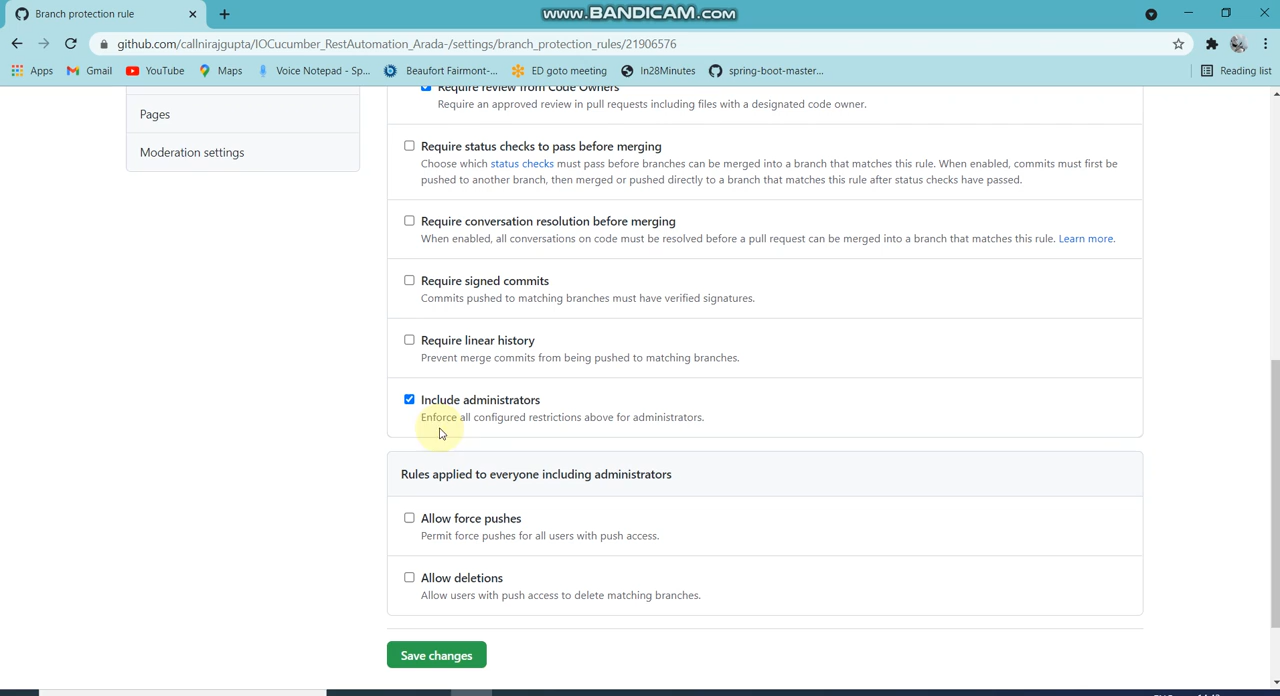 Branch protection rule
www.BANDICAM.com
github.com/callnirajgupta/IOCucumber_RestAutomation_Arada-/settings/branch_protection_rules/21906576
Apps
Gmail
YouTube
Maps
Voice Notepad - Sp...
Beaufort Fairmont-...
ED goto meeting
In28Minutes
spring-boot-master...
Reading list
Pages
Moderation settings
Require review from Code Owners
Require an approved review in pull requests including files with a designated code owner.
Require status checks to pass before merging
Choose which status checks must pass before branches can be merged into a branch that matches this rule. When enabled, commits must first be
pushed to another branch, then merged or pushed directly to a branch that matches this rule after status checks have passed.
Require conversation resolution before merging
When enabled, all conversations on code must be resolved before a pull request can be merged into a branch that matches this rule. Learn more.
Require signed commits
Commits pushed to matching branches must have verified signatures.
Require linear history
Prevent merge commits from being pushed to matching branches.
Include administrators
Enforce all configured restrictions above for administrators.
Rules applied to everyone including administrators
Allow force pushes
Permit force pushes for all users with push access.
Allow deletions
Allow users with push access to delete matching branches.
Save changes